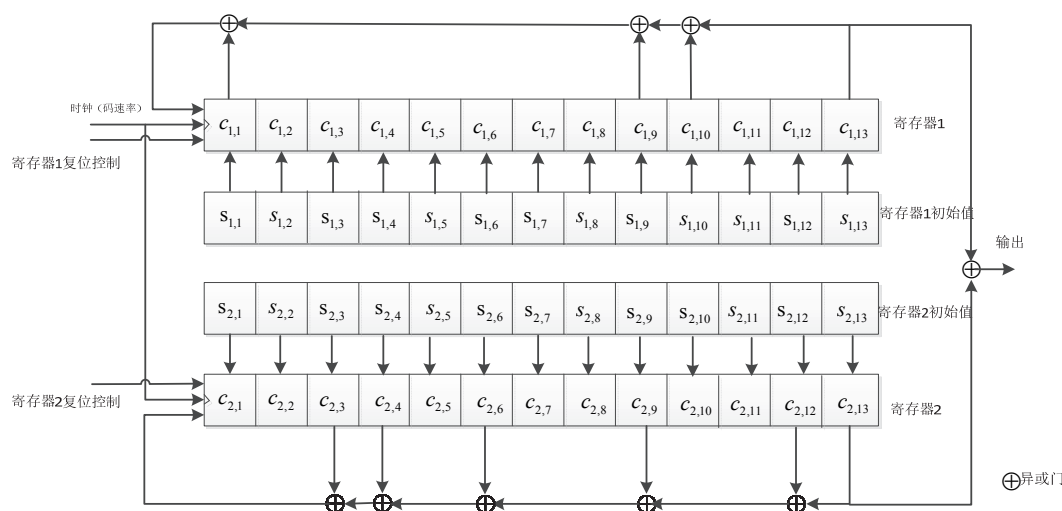 时钟（码速率）
c1,1 c1,2 c1,3 c1,4 c1,5 c1,6 c1,7 c1,8 c1,9 c1,10 c1,11 c1,12 c1,13
寄存器1
寄存器1复位控制
s1,1 s1,2 s1,3 s1,4 s1,5 s1,6 s1,7 s1,8 s1,9 s1,10 s1,11 s1,12 s1,13
寄存器1初始值
输出
s2,1 s2,2 s2,3 s2,4 s2,5 s2,6 s2,7 s2,8 s2,9 s2,10 s2,11 s2,12 s2,13
寄存器2初始值
寄存器2复位控制
c2,1 c2,2 c2,3 c2,4 c2,5 c2,6 c2,7 c2,8 c2,9 c2,10 c2,11 c2,12 c2,13
寄存器2
异或门